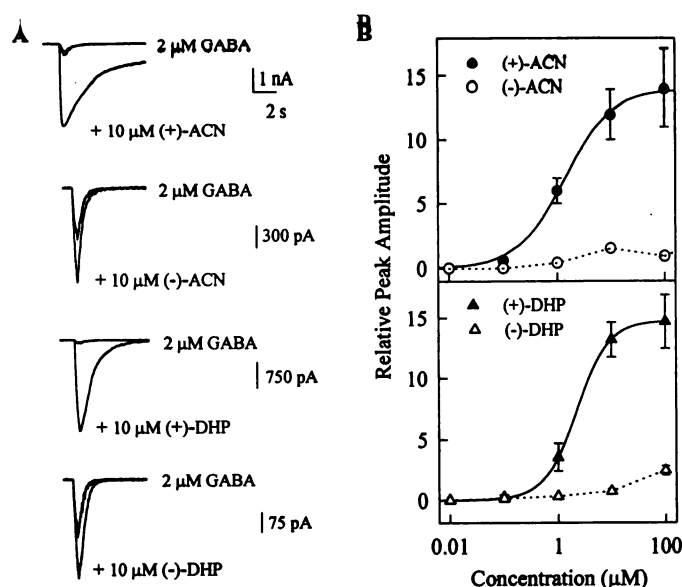 A
2 μM GABA
1 nA
2 s
+ 10 μM (+)-ACN
2 μM GABA
300 pA
+ 10 μM (-)-ACN
2 μM GABA
750 pA
+ 10 μM (+)-DHP
2 μM GABA
75 pA
+ 10 μM (-)-DHP
B
Relative Peak Amplitude
15
10
5
0
(+)-ACN
(-)-ACN
15
10
5
0
(+)-DHP
(-)-DHP
0.01
1
100
Concentration (μM)